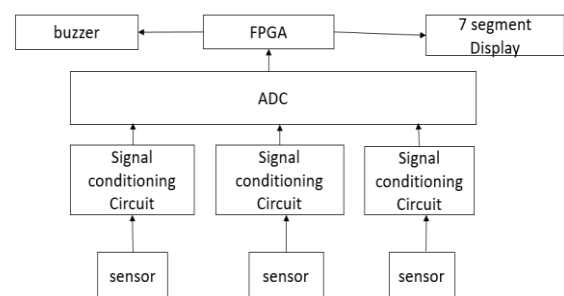 buzzer
FPGA
7 segment
Display
ADC
Signal
conditioning
Circuit
Signal
conditioning
Circuit
Signal
conditioning
Circuit
sensor
sensor
sensor